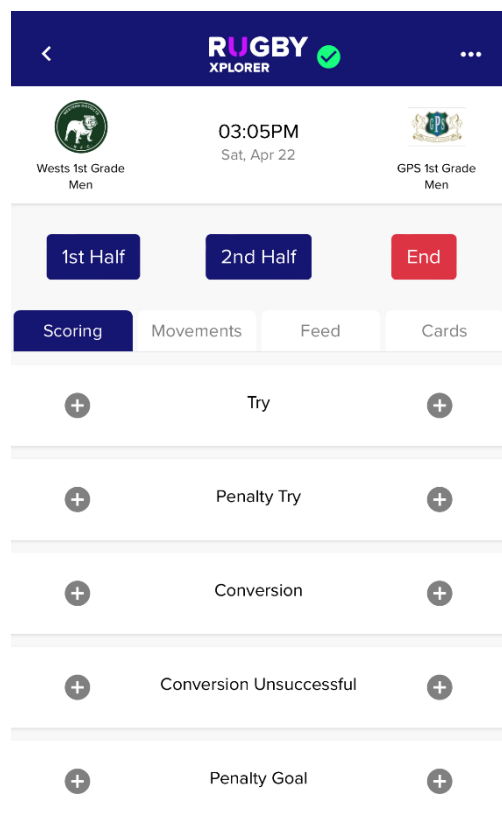 RUGBY
XPLORER
03:05PM
Sat, Apr 22
GPS
Wests 1st Grade
Men
GPS 1st Grade
Men
1st Half
2nd Half
End
Scoring
Movements
Feed
Cards
Try
Penalty Try
Conversion
Conversion Unsuccessful
Penalty Goal